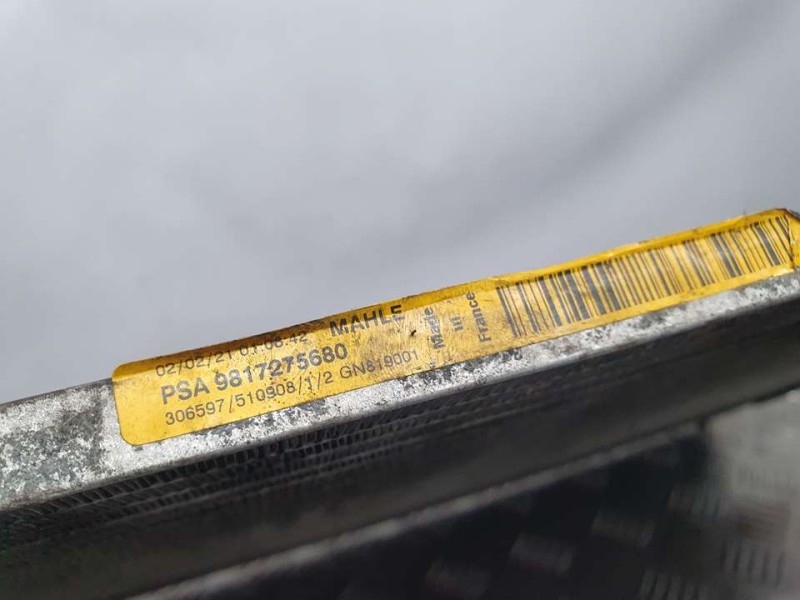 02/02/21 01:08:42 MAHLE
PSA 9817275680
306597/510908/1/2 GN819001
Made
in
France